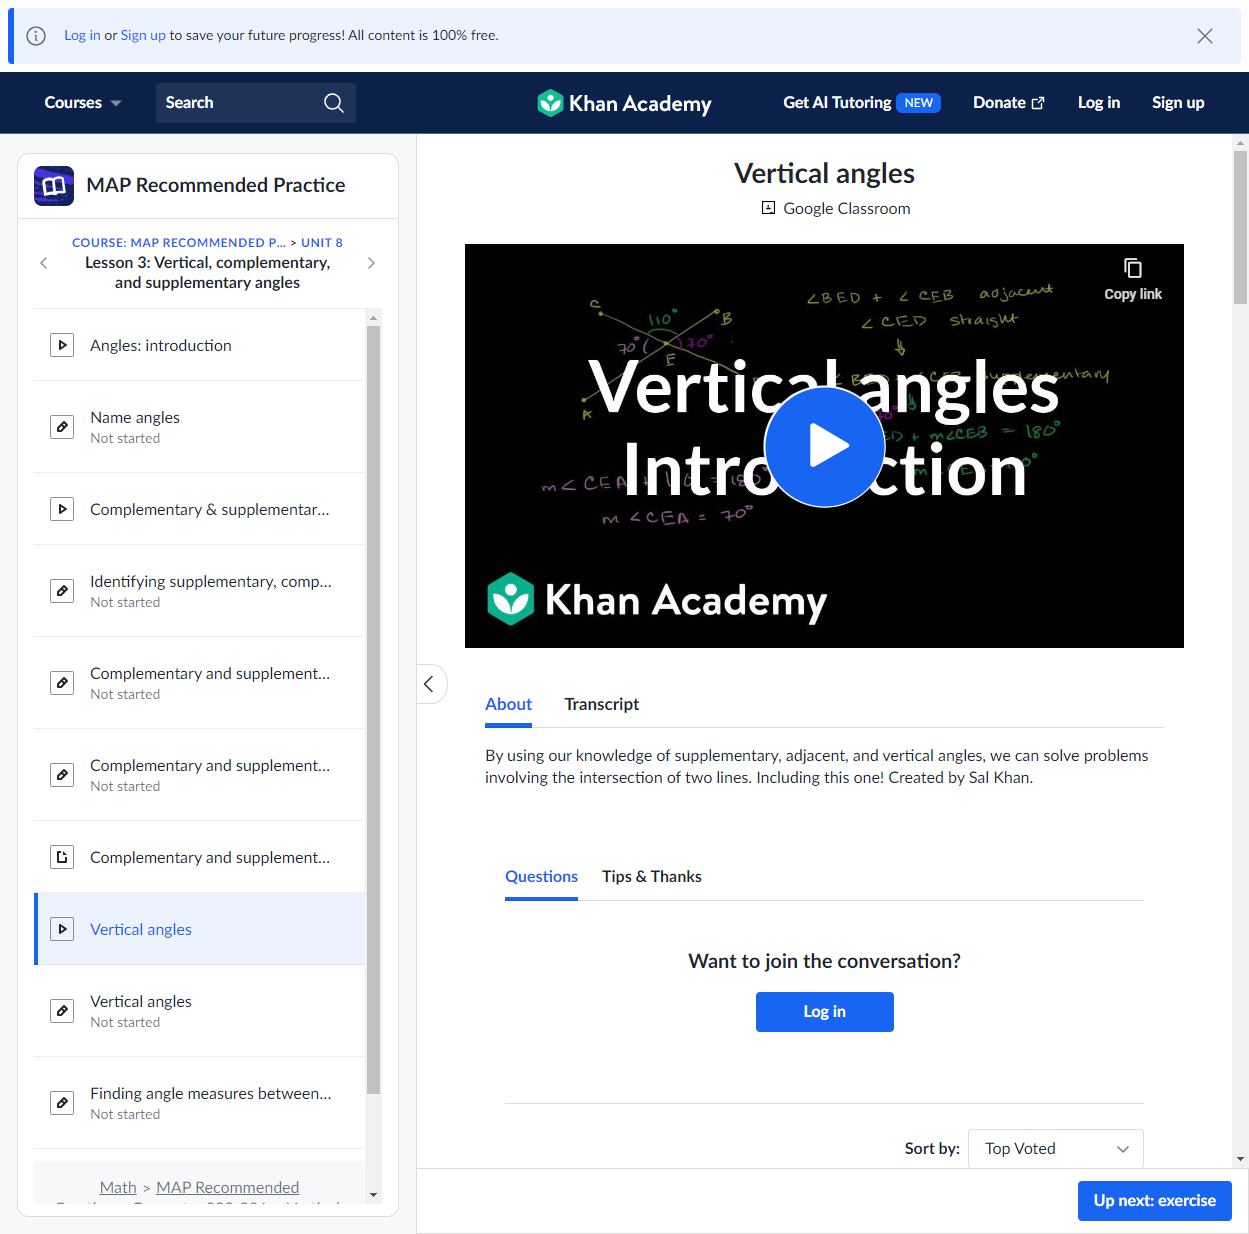 Log in or Sign up to save your future progress! All content is 100% free.
Courses
Search
Khan Academy
Get AI Tutoring NEW
Donate
Log in
Sign up
MAP Recommended Practice
COURSE: MAP RECOMMENDED P... > UNIT 8
Lesson 3: Vertical, complementary,
and supplementary angles
Angles: introduction
Name angles
Not started
Complementary & supplementar...
Identifying supplementary, comp...
Not started
Complementary and supplement...
Not started
Complementary and supplement...
Not started
Complementary and supplement...
Vertical angles
Vertical angles
Not started
Finding angle measures between...
Not started
Math > MAP Recommended
Vertical angles
Google Classroom
Copy link
∠BED + ∠CEB adjacent
∠CED straight
C
B
110°
70°
70°
E
A
Vertical angles
Introduction
m∠CEB = 180°
m∠CEA
m∠CEA = 70°
Khan Academy
About
Transcript
By using our knowledge of supplementary, adjacent, and vertical angles, we can solve problems
involving the intersection of two lines. Including this one! Created by Sal Khan.
Questions
Tips & Thanks
Want to join the conversation?
Log in
Sort by:
Top Voted
Up next: exercise